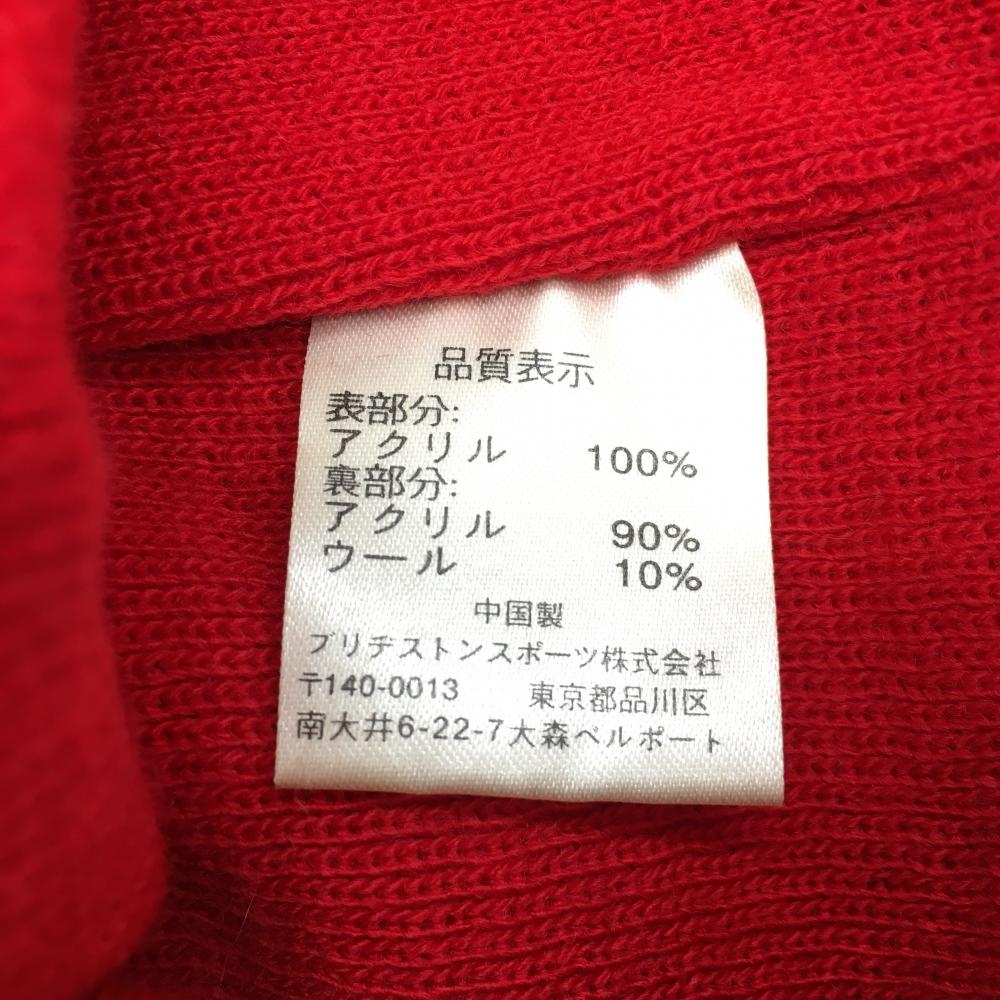 品質表示
表部分:
アクリル 100%
裏部分:
アクリル 90%
ウール 10%
中国製
ブリヂストンスポーツ株式会社
〒140-0013 東京都品川区
南大井6-22-7大森ベルポート